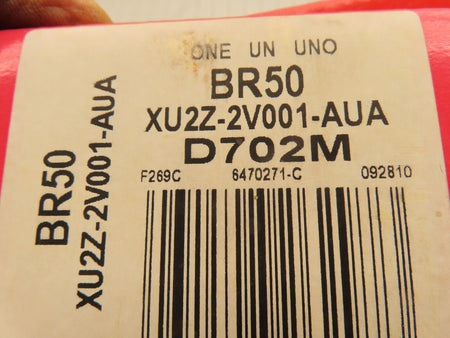 ONE UN UNO
BR50
XU2Z-2V001-AUA
D702M
F269C 6470271-C 092810
BR50
XU2Z-2V001-AUA